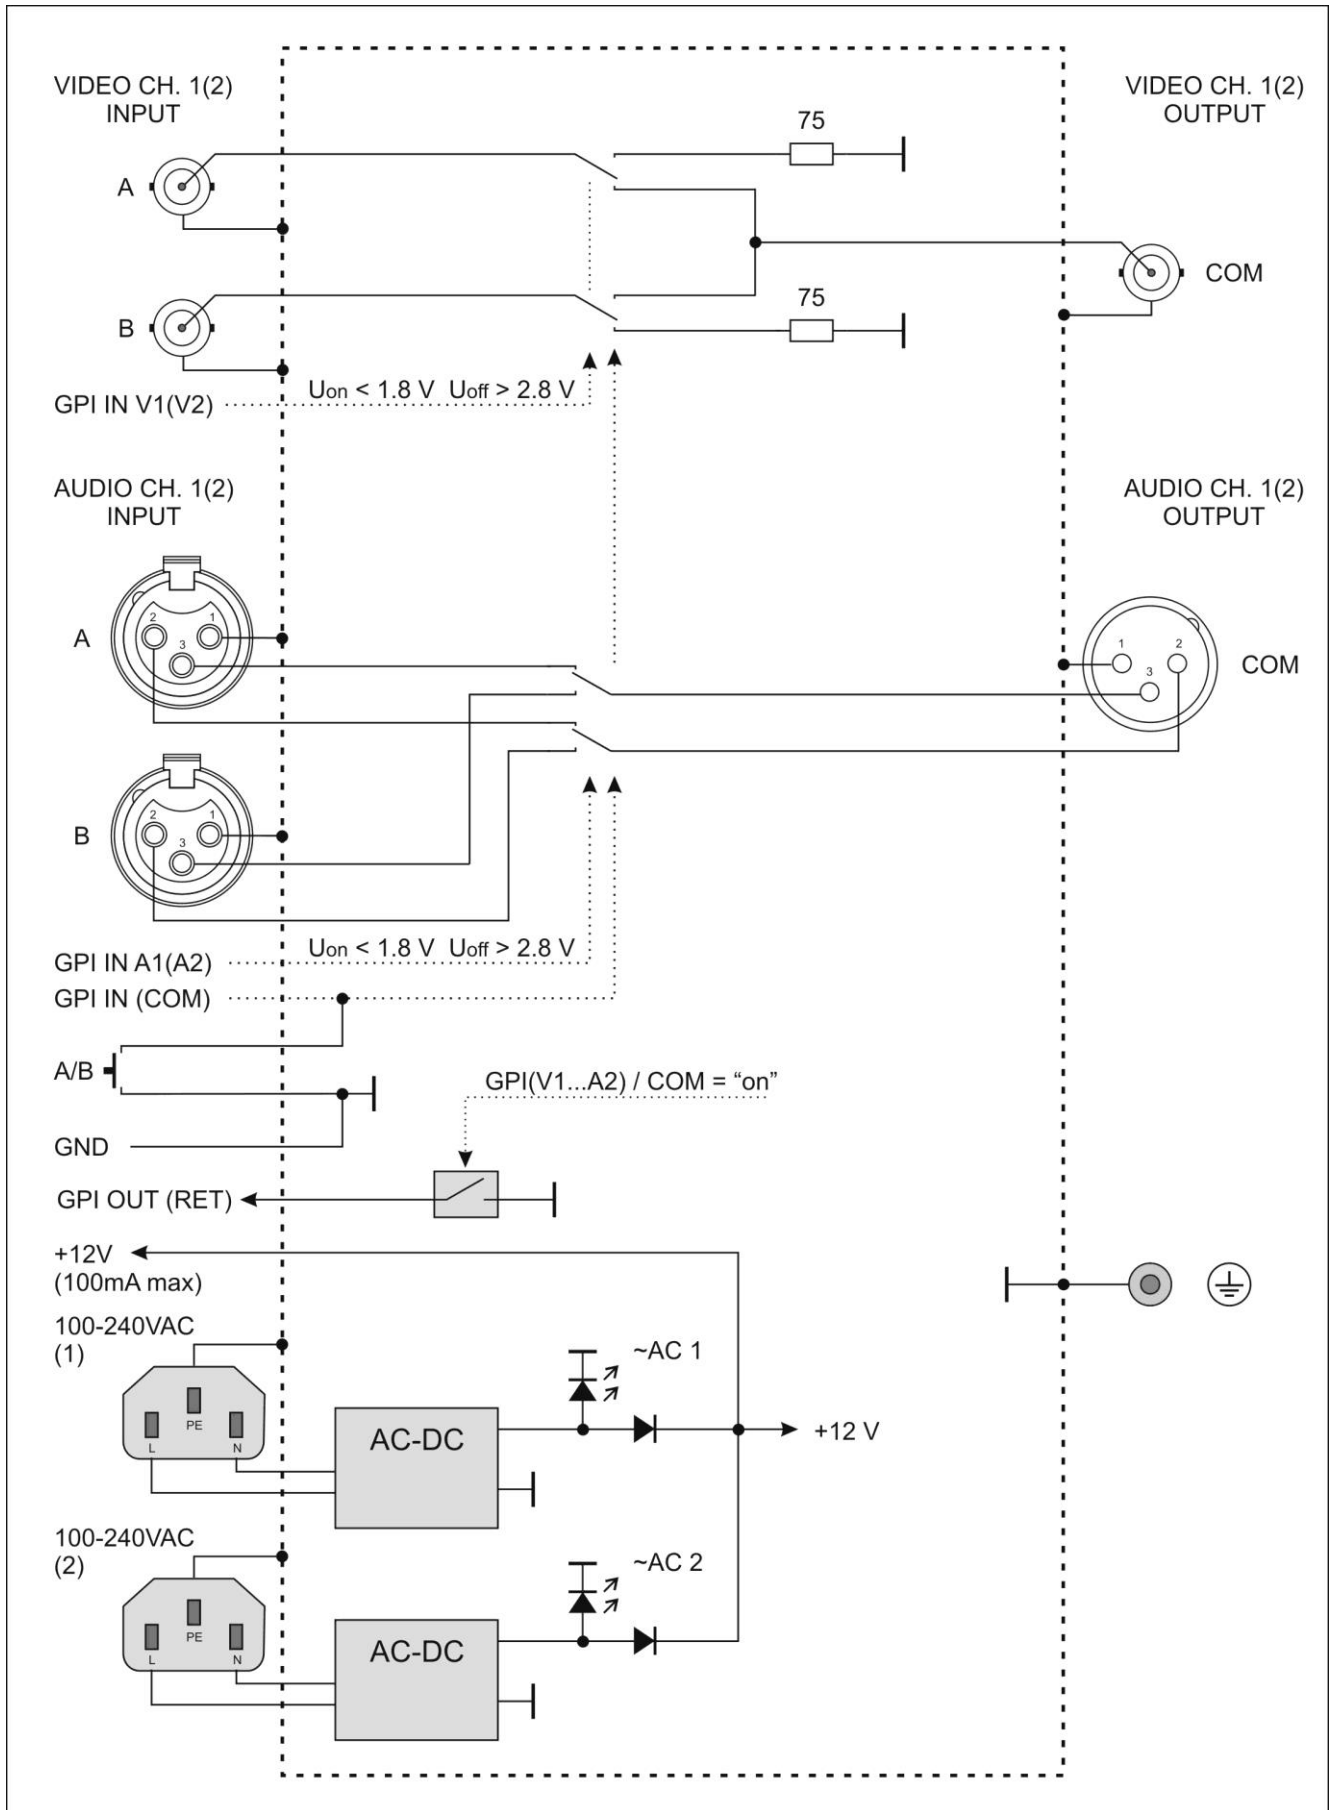 VIDEO CH. 1(2)
INPUT
VIDEO CH. 1(2)
OUTPUT
75
A
COM
75
B
Uon < 1.8 V Uoff > 2.8 V
GPI IN V1(V2)
AUDIO CH. 1(2)
INPUT
AUDIO CH. 1(2)
OUTPUT
2
1
3
A
1
2
3
COM
2
1
3
B
Uon < 1.8 V Uoff > 2.8 V
GPI IN A1(A2)
GPI IN (COM)
A/B
GPI(V1...A2) / COM = “on”
GND
GPI OUT (RET)
+12V
(100mA max)
100-240VAC
(1)
~AC 1
PE
L
N
AC-DC
+12 V
100-240VAC
(2)
~AC 2
PE
L
N
AC-DC